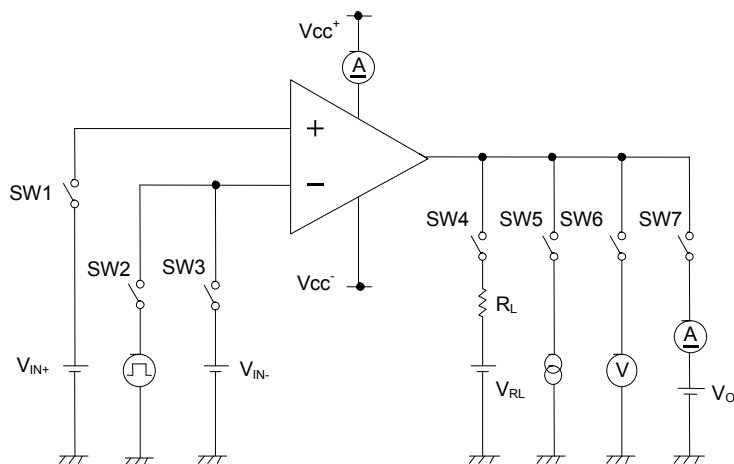 Vcc+
A
+
−
SW1
SW2
SW3
SW4
SW5
SW6
SW7
Vcc-
RL
A
VIN+
VIN-
VRL
V
VO